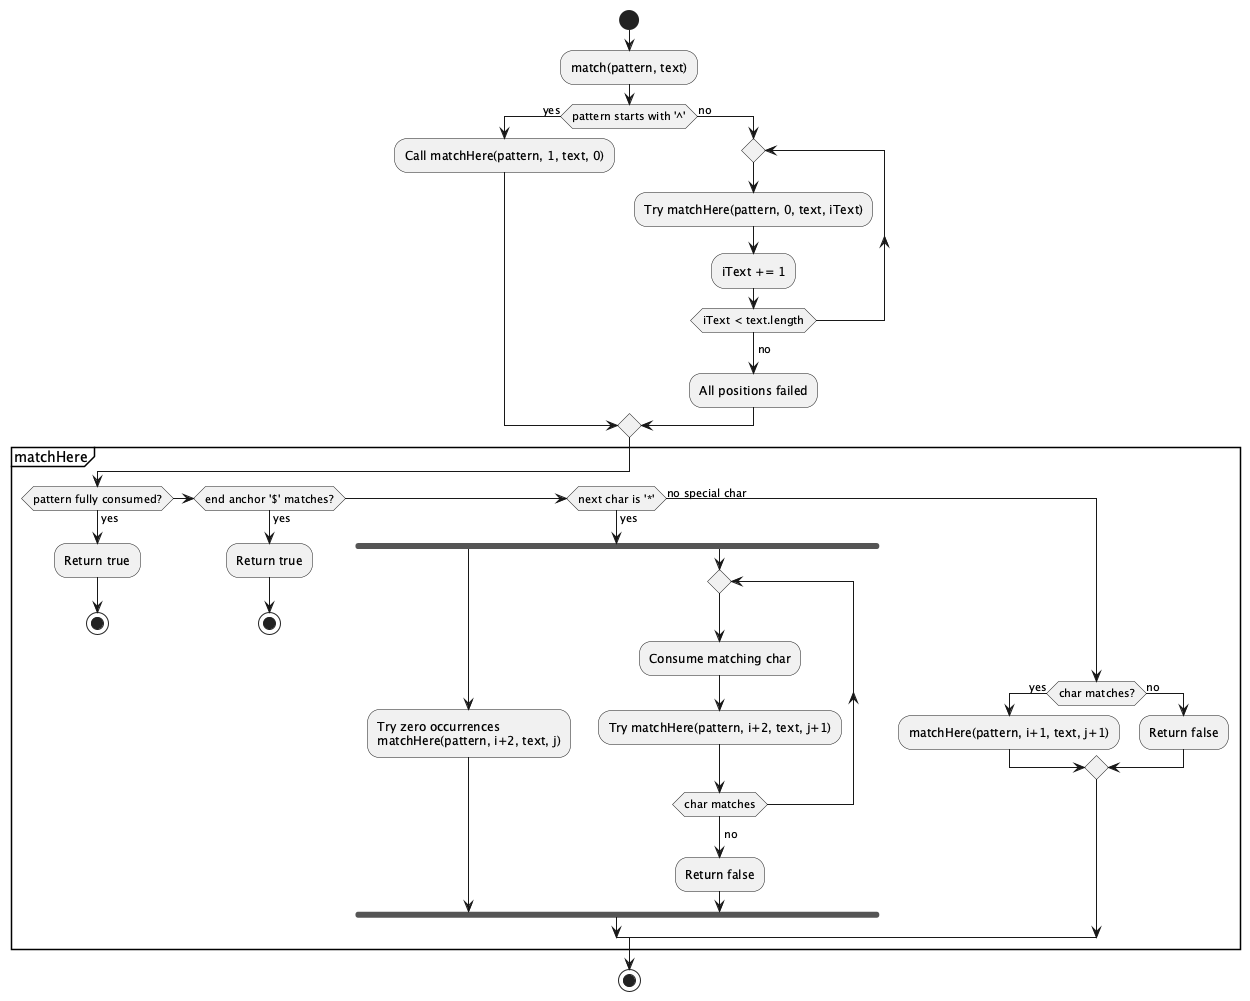 match(pattern, text)
yes
pattern starts with '^'
no
Call matchHere(pattern, 1, text, 0)
Try matchHere(pattern, 0, text, iText)
iText += 1
iText < text.length
no
All positions failed
matchHere
pattern fully consumed?
yes
Return true
end anchor '$' matches?
yes
Return true
next char is '*'
yes
no special char
Try zero occurrences
matchHere(pattern, i+2, text, j)
Consume matching char
Try matchHere(pattern, i+2, text, j+1)
char matches
no
Return false
yes
char matches?
no
matchHere(pattern, i+1, text, j+1)
Return false